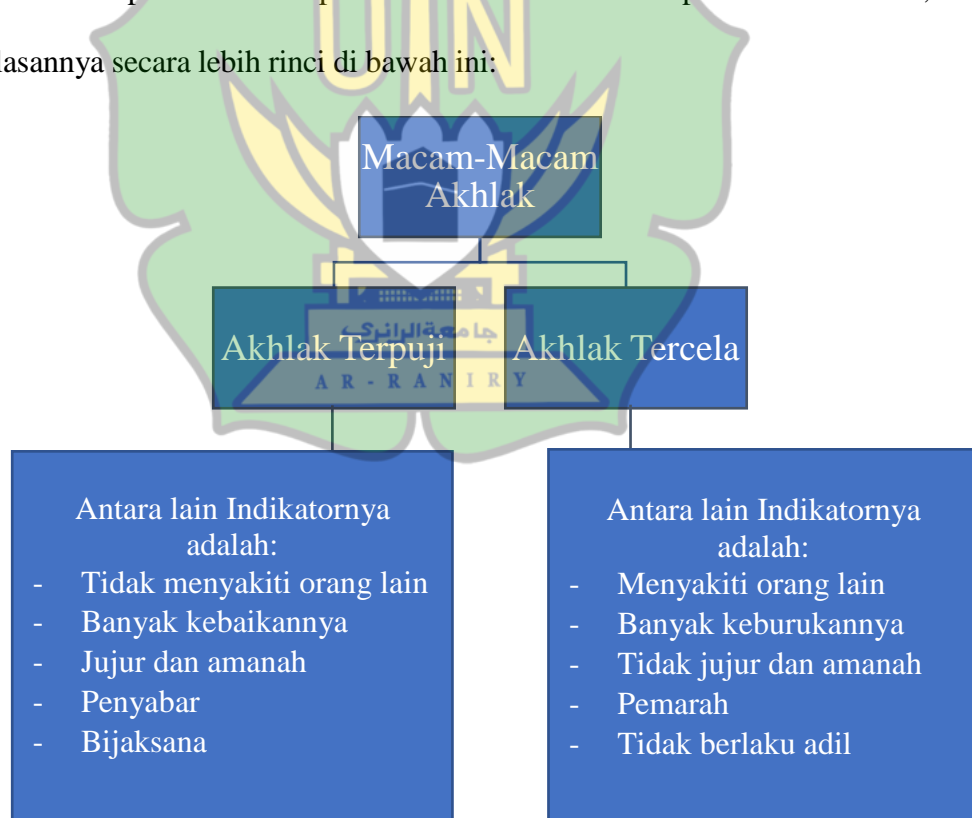 lasannya secara lebih rinci di bawah ini:
UIN
Macam-Macam
Akhlak
Akhlak Terpuji
Akhlak Tercela
جامعةالرانري
AR-RANIRY
Antara lain Indikatornya
adalah:
- Tidak menyakiti orang lain
- Banyak kebaikannya
- Jujur dan amanah
- Penyabar
- Bijaksana
Antara lain Indikatornya
adalah:
- Menyakiti orang lain
- Banyak keburukannya
- Tidak jujur dan amanah
- Pemarah
- Tidak berlaku adil